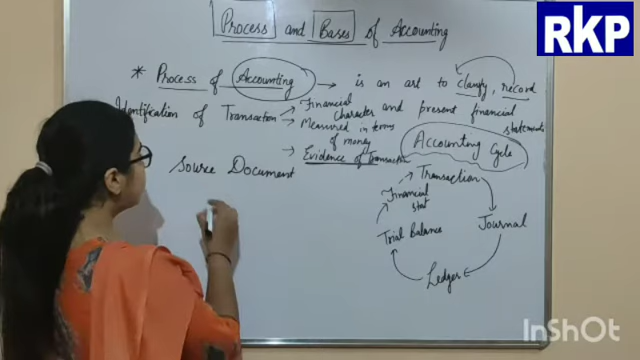 RKP
Process and Bases of Accounting
* Process of Accounting → is an art to classify, record
and present financial
statements
Identification of Transaction → Financial
Character
→ Measured in terms
of money
→ Evidence of Transaction
Source Document
Accounting Cycle
Transaction
Journal
Ledger
Trial Balance
Financial
stat
InShOt